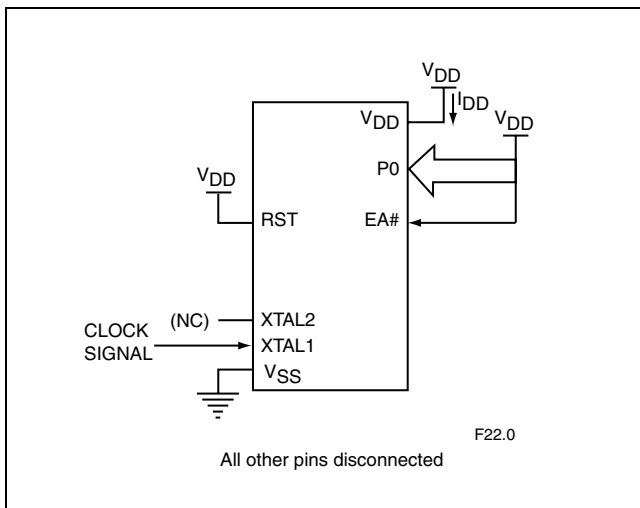 VDD
IDD
VDD
VDD
P0
VDD
RST
EA#
(NC)
XTAL2
CLOCK
SIGNAL
XTAL1
VSS
F22.0
All other pins disconnected